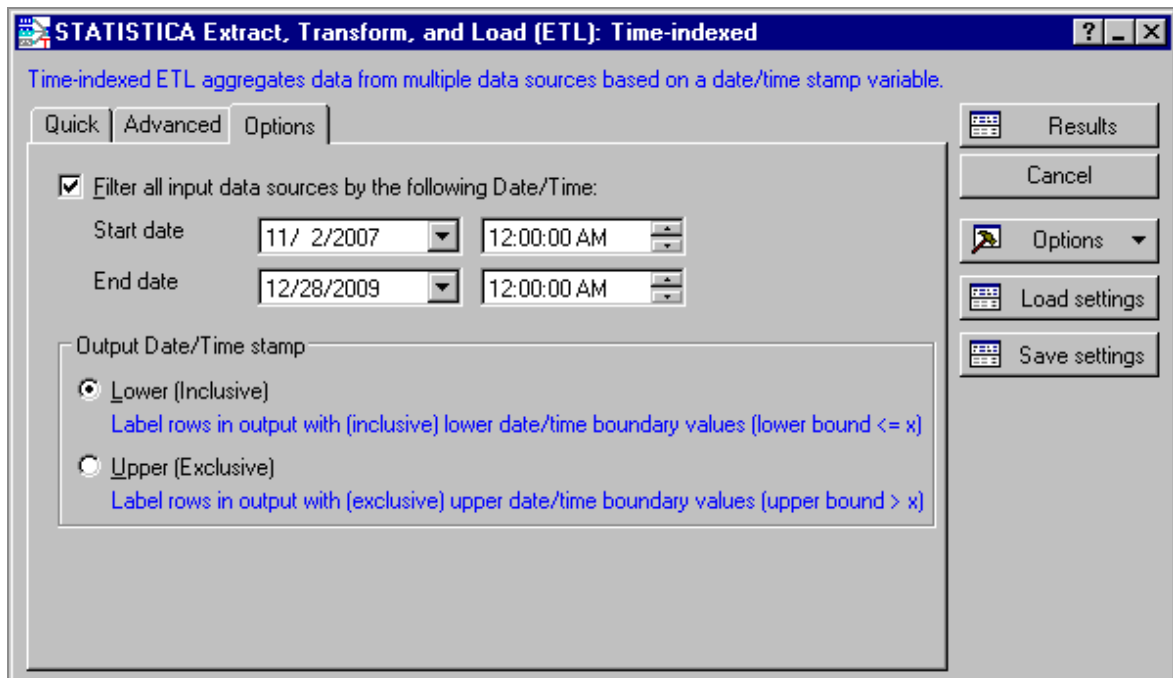 STATISTICA Extract, Transform, and Load (ETL): Time-indexed
Time-indexed ETL aggregates data from multiple data sources based on a date/time stamp variable.
Quick Advanced Options
Filter all input data sources by the following Date/Time:
Start date 11/ 2/2007 12:00:00 AM
End date 12/28/2009 12:00:00 AM
Output Date/Time stamp
Lower (Inclusive)
Label rows in output with (inclusive) lower date/time boundary values (lower bound <= x)
Upper (Exclusive)
Label rows in output with (exclusive) upper date/time boundary values (upper bound > x)
Results
Cancel
Options
Load settings
Save settings